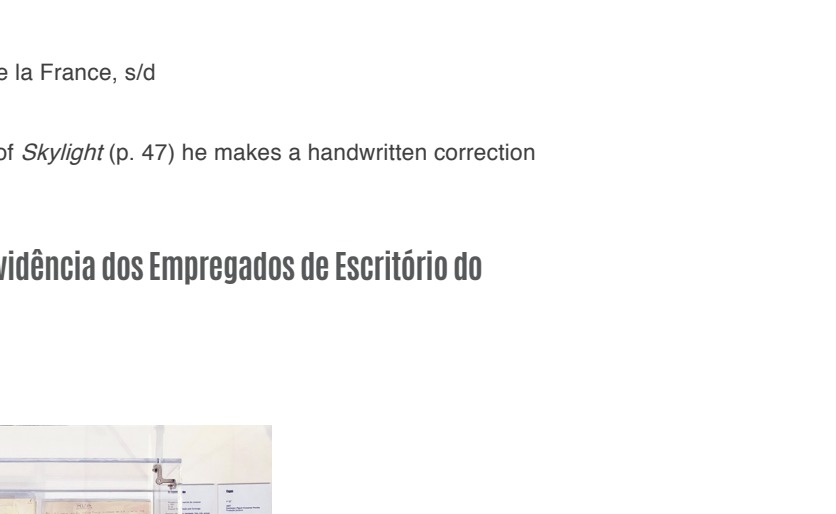 e la France, s/d
of Skylight (p. 47) he makes a handwritten correction
vidência dos Empregados de Escritório do